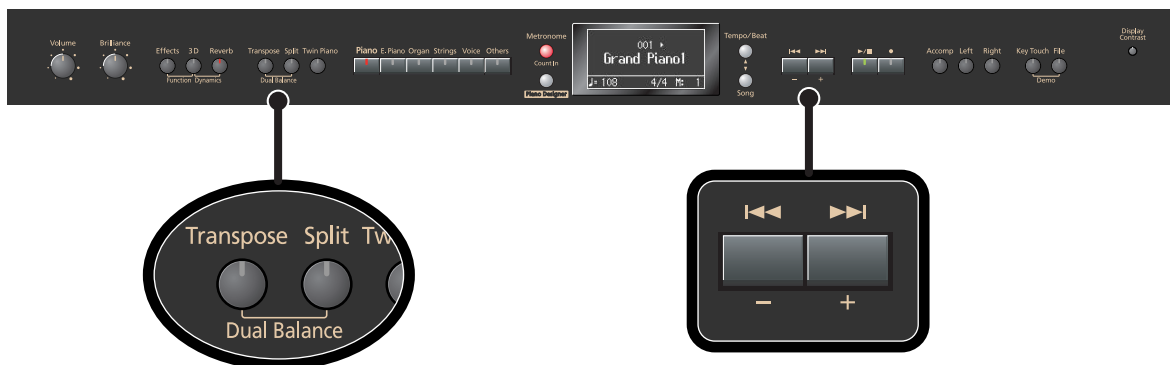 Volume
Brilliance
Effects 3D Reverb
Function Dynamics
Transpose Split Twin Piano
Dual Balance
Piano E. Piano Organ Strings Voice Others
Metronome
Count In
Piano Designer
001
Grand Piano1
♩= 108 4/4 M: 1
Tempo/Beat
Song
− +
Accomp Left Right
Key Touch File
Demo
Display
Contrast
Transpose Split Tw
Dual Balance
− +